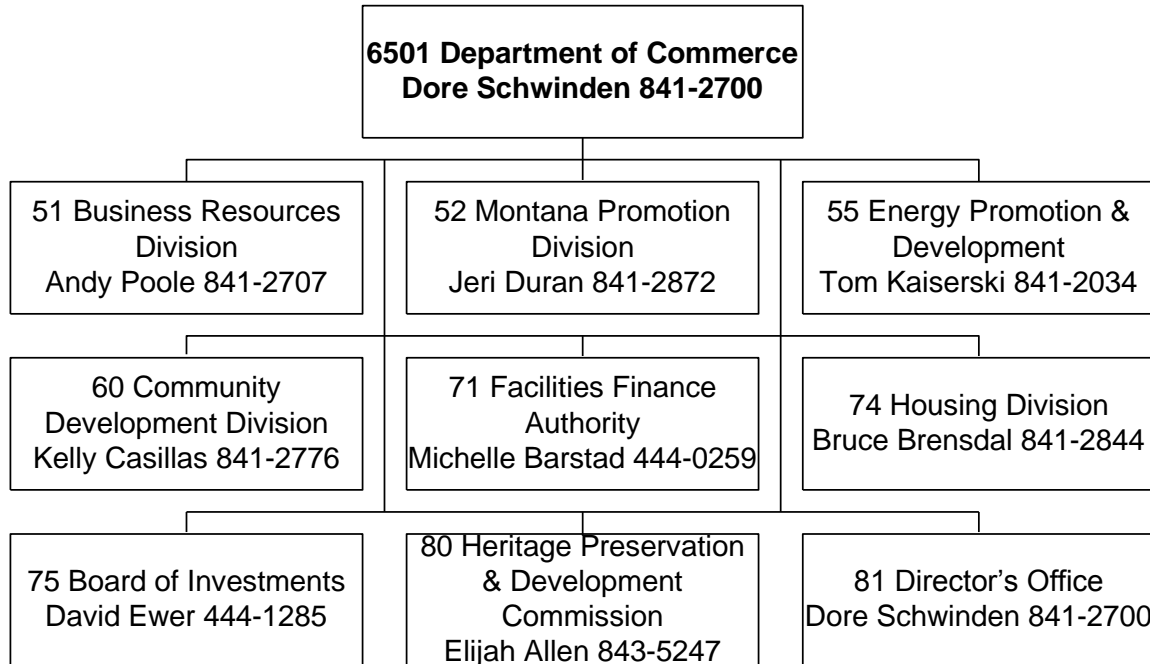 6501 Department of Commerce
Dore Schwinden 841-2700
51 Business Resources
Division
Andy Poole 841-2707
52 Montana Promotion
Division
Jeri Duran 841-2872
55 Energy Promotion &
Development
Tom Kaiserski 841-2034
60 Community
Development Division
Kelly Casillas 841-2776
71 Facilities Finance
Authority
Michelle Barstad 444-0259
74 Housing Division
Bruce Brensdal 841-2844
75 Board of Investments
David Ewer 444-1285
80 Heritage Preservation
& Development
Commission
Elijah Allen 843-5247
81 Director’s Office
Dore Schwinden 841-2700